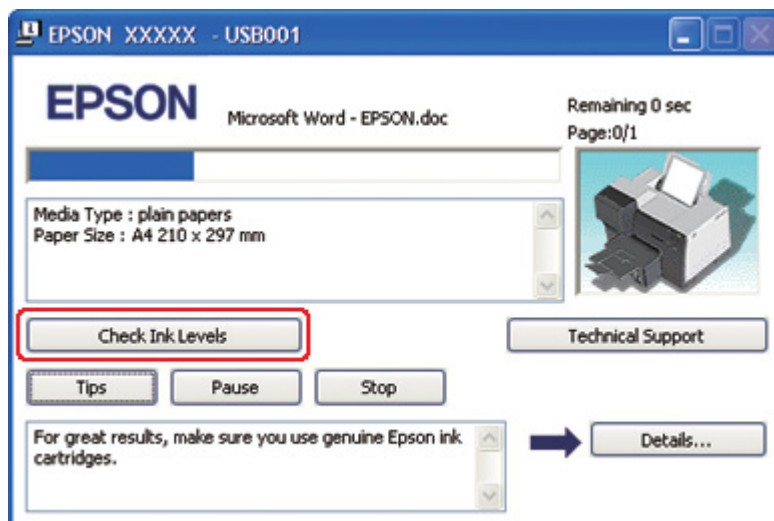 EPSON XXXXX - USB001
EPSON
Microsoft Word - EPSON.doc
Remaining 0 sec
Page:0/1
Media Type : plain papers
Paper Size : A4 210 x 297 mm
Check Ink Levels
Technical Support
Tips
Pause
Stop
For great results, make sure you use genuine Epson ink
cartridges.
Details...